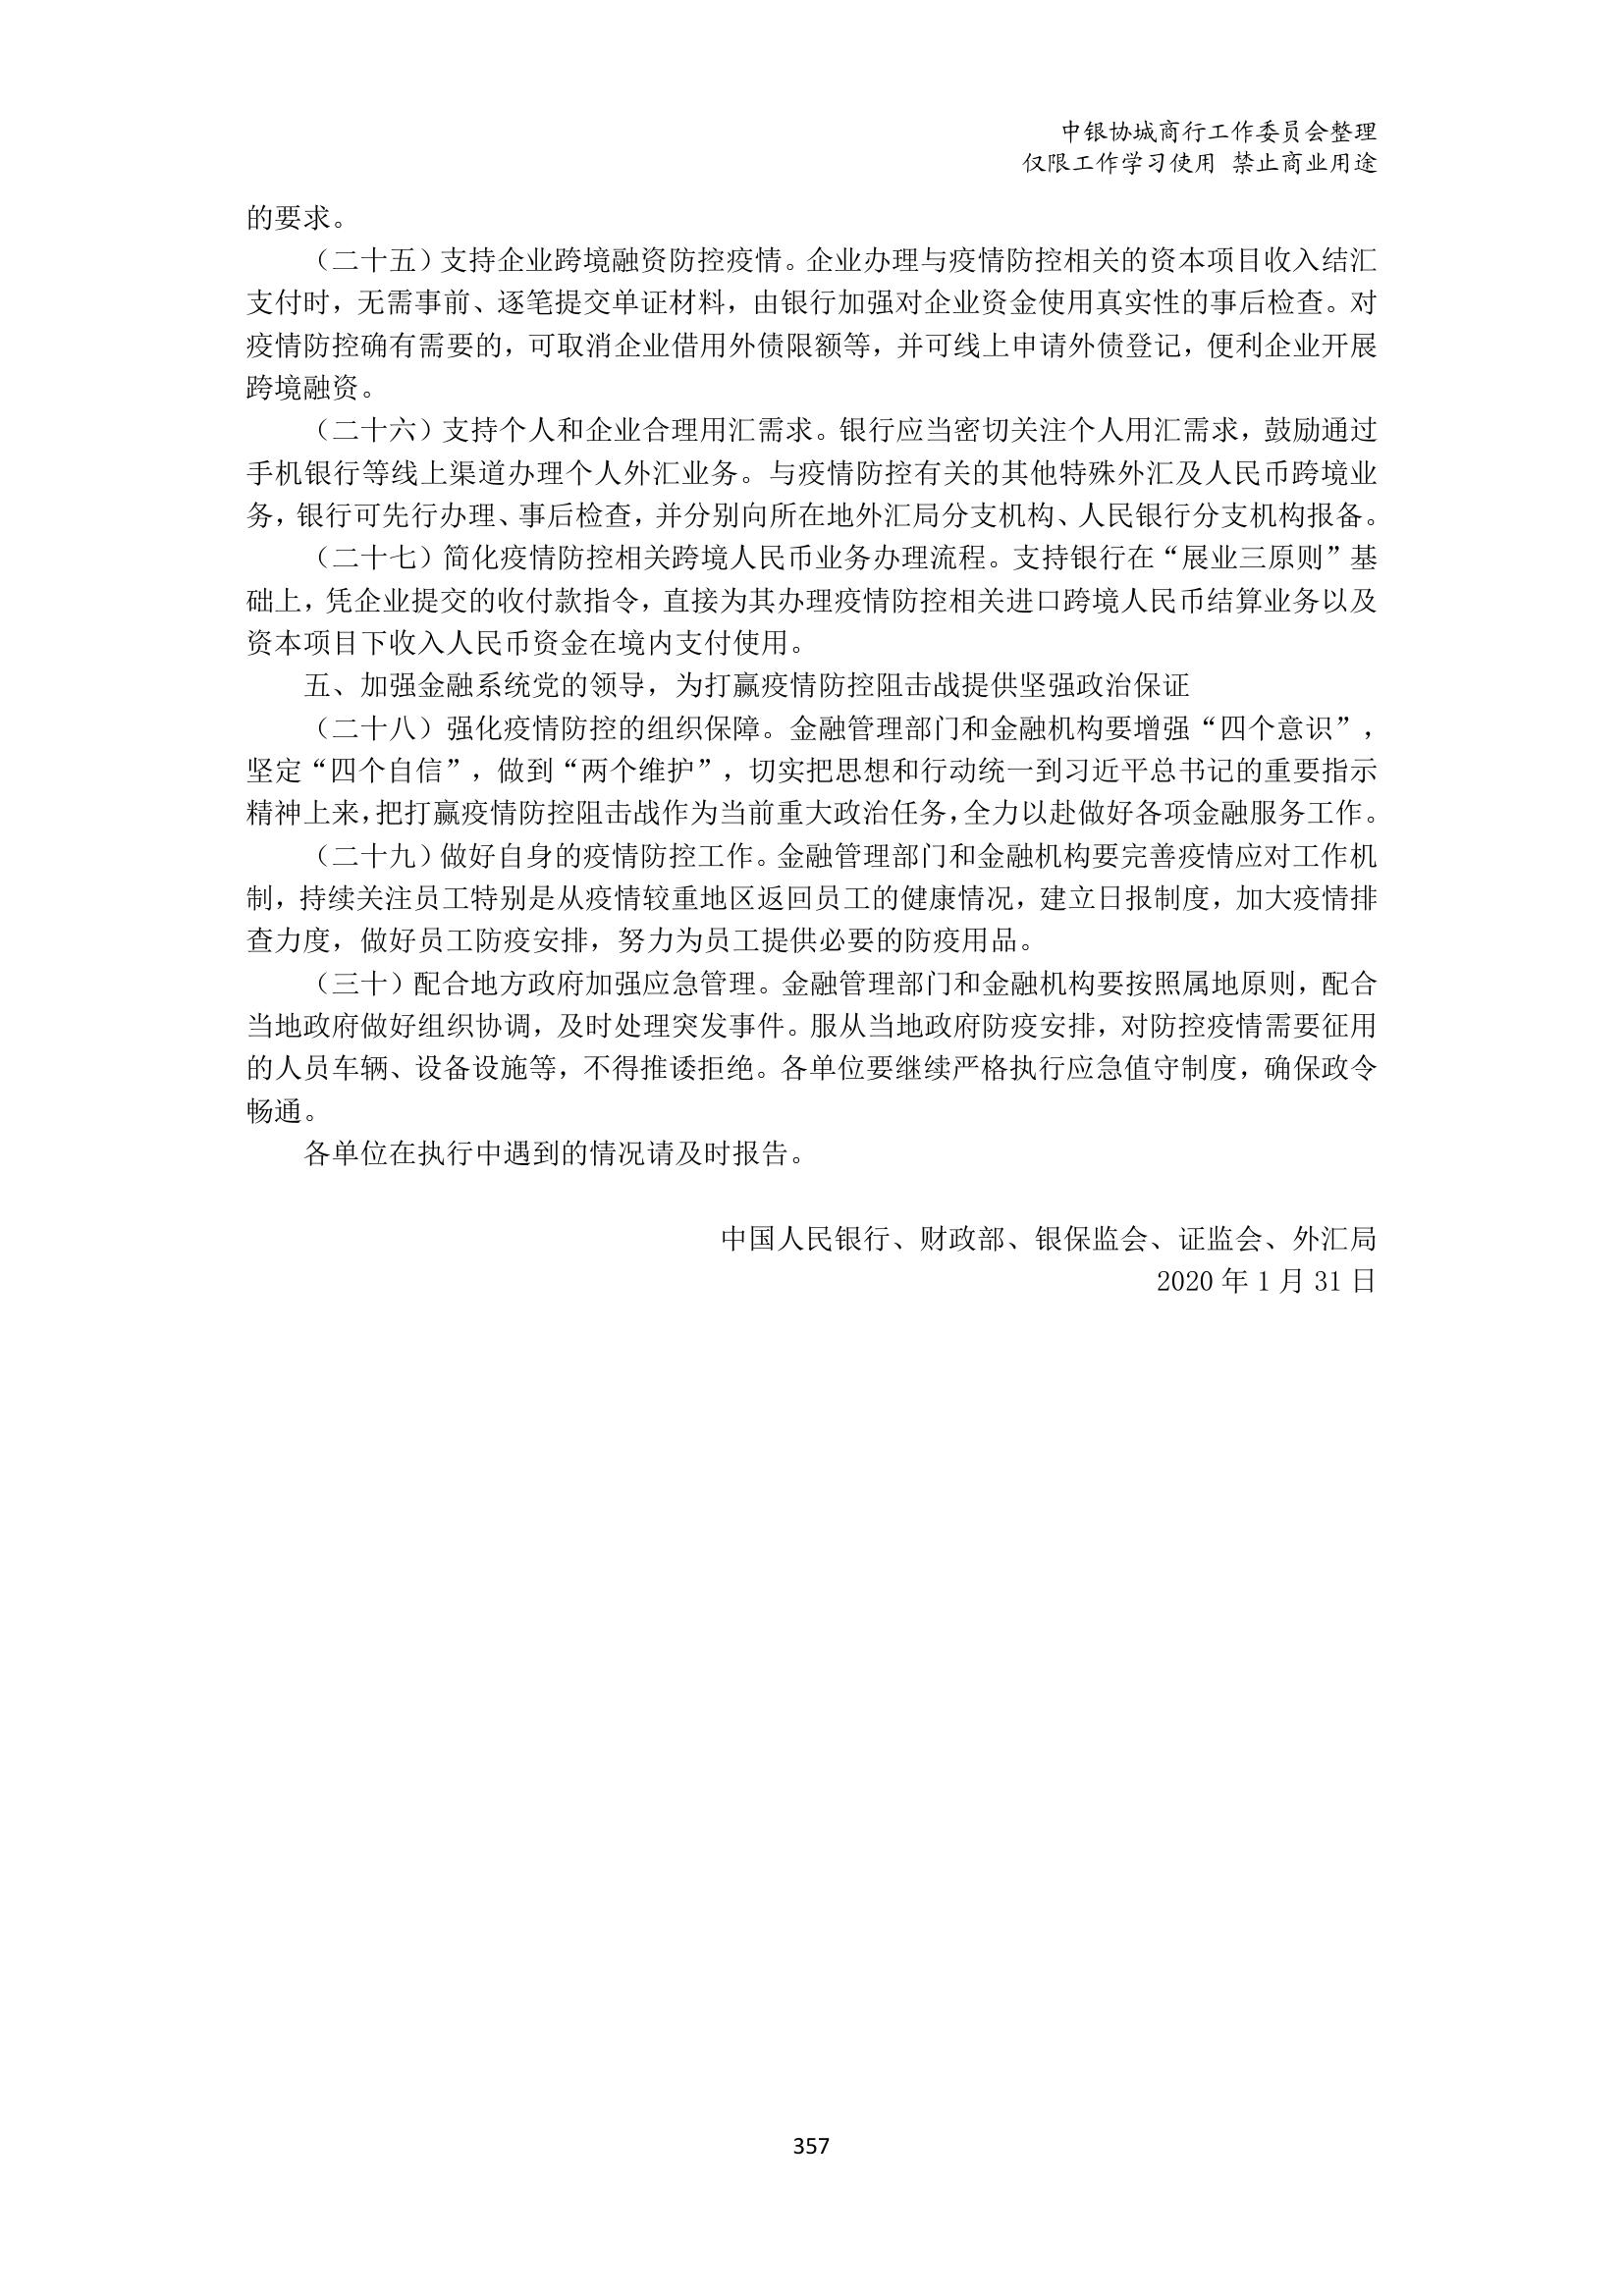 中银协城商行工作委员会整理
仅限工作学习使用 禁止商业用途
的要求。
（二十五）支持企业跨境融资防控疫情。企业办理与疫情防控相关的资本项目收入结汇
支付时，无需事前、逐笔提交单证材料，由银行加强对企业资金使用真实性的事后检查。对
疫情防控确有需要的，可取消企业借用外债限额等，并可线上申请外债登记，便利企业开展
跨境融资。
（二十六）支持个人和企业合理用汇需求。银行应当密切关注个人用汇需求，鼓励通过
手机银行等线上渠道办理个人外汇业务。与疫情防控有关的其他特殊外汇及人民币跨境业
务，银行可先行办理、事后检查，并分别向所在地外汇局分支机构、人民银行分支机构报备。
（二十七）简化疫情防控相关跨境人民币业务办理流程。支持银行在“展业三原则”基
础上，凭企业提交的收付款指令，直接为其办理疫情防控相关进口跨境人民币结算业务以及
资本项目下收入人民币资金在境内支付使用。
五、加强金融系统党的领导，为打赢疫情防控阻击战提供坚强政治保证
（二十八）强化疫情防控的组织保障。金融管理部门和金融机构要增强“四个意识”，
坚定“四个自信”，做到“两个维护”，切实把思想和行动统一到习近平总书记的重要指示
精神上来，把打赢疫情防控阻击战作为当前重大政治任务，全力以赴做好各项金融服务工作。
（二十九）做好自身的疫情防控工作。金融管理部门和金融机构要完善疫情应对工作机
制，持续关注员工特别是从疫情较重地区返回员工的健康情况，建立日报制度，加大疫情排
查力度，做好员工防疫安排，努力为员工提供必要的防疫用品。
（三十）配合地方政府加强应急管理。金融管理部门和金融机构要按照属地原则，配合
当地政府做好组织协调，及时处理突发事件。服从当地政府防疫安排，对防控疫情需要征用
的人员车辆、设备设施等，不得推诿拒绝。各单位要继续严格执行应急值守制度，确保政令
畅通。
各单位在执行中遇到的情况请及时报告。
中国人民银行、财政部、银保监会、证监会、外汇局
2020 年 1 月 31 日
357